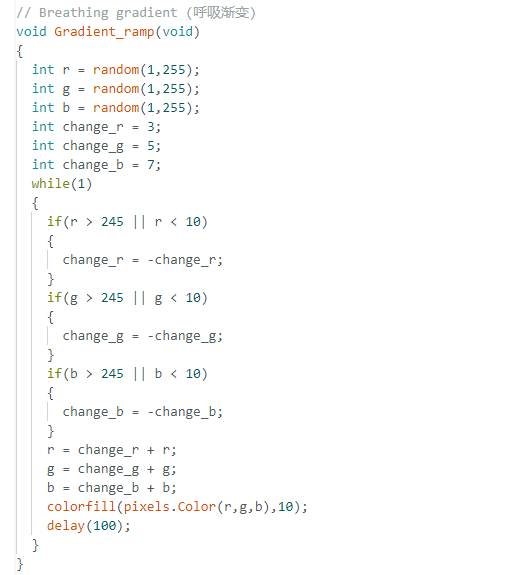 // Breathing gradient (呼吸渐变)
void Gradient_ramp(void)
{
  int r = random(1,255);
  int g = random(1,255);
  int b = random(1,255);
  int change_r = 3;
  int change_g = 5;
  int change_b = 7;
  while(1)
  {
    if(r > 245 || r < 10)
    {
      change_r = -change_r;
    }
    if(g > 245 || g < 10)
    {
      change_g = -change_g;
    }
    if(b > 245 || b < 10)
    {
      change_b = -change_b;
    }
    r = change_r + r;
    g = change_g + g;
    b = change_b + b;
    colorfill(pixels.Color(r,g,b),10);
    delay(100);
  }
}